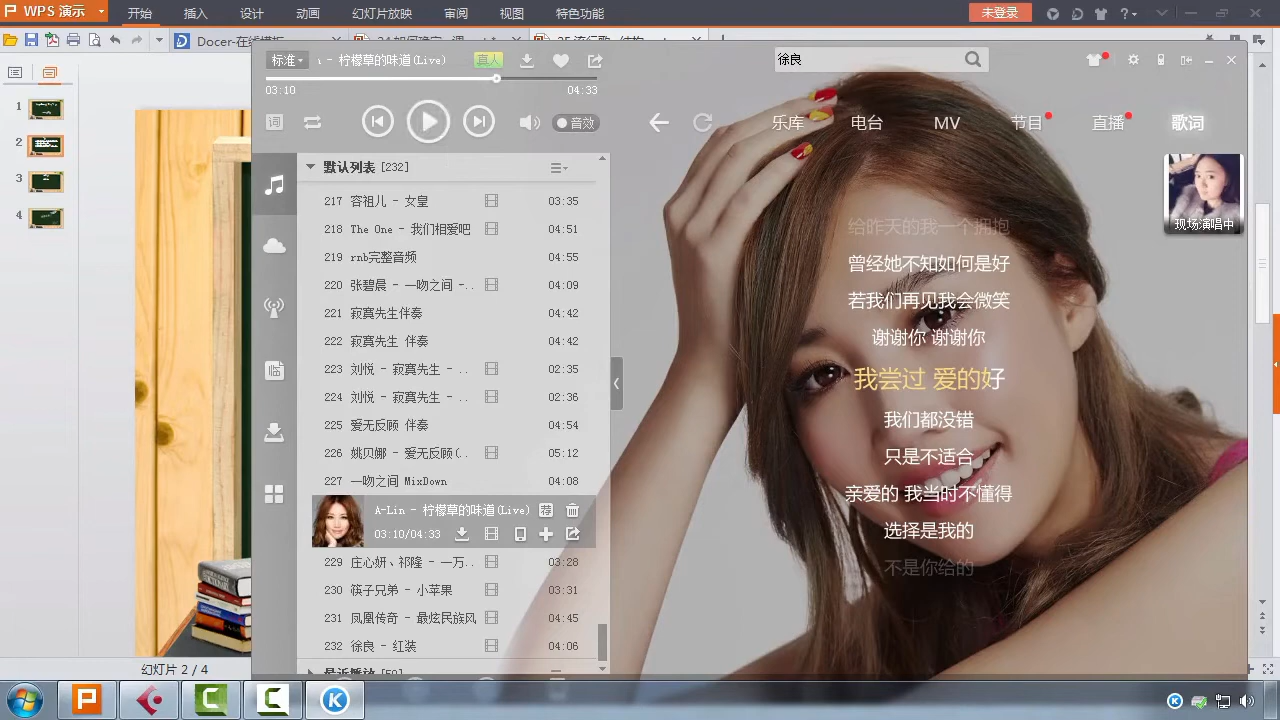 WPS 演示
开始 插入 设计 动画 幻灯片放映 审阅 视图 特色功能
未登录
标准 - 柠檬草的味道(Live) 真人
徐良
03:10 04:33
词 音效
乐库 电台 MV 节目 直播 歌词
默认列表 [232]
217 容祖儿 - 女皇 03:35
218 The One - 我们相爱吧 04:51
219 rnb完整音频 04:55
220 张碧晨 - 一吻之间 -.. 04:09
221 寂寞先生伴奏 04:42
222 寂寞先生 伴奏 04:42
223 刘悦 - 寂寞先生 - .. 02:35
224 刘悦 - 寂寞先生 - .. 02:36
225 爱无反顾 伴奏 04:54
226 姚贝娜 - 爱无反顾(.. 05:12
227 一吻之间 MixDown 04:08
A-Lin - 柠檬草的味道(Live)
03:10/04:33
229 庄心妍、祁隆 - 一万.. 03:28
230 筷子兄弟 - 小苹果 03:31
231 凤凰传奇 - 最炫民族风 04:45
232 徐良 - 红装 04:06
给昨天的我一个拥抱
曾经她不知如何是好
若我们再见我会微笑
谢谢你 谢谢你
我尝过 爱的好
我们都没错
只是不适合
亲爱的 我当时不懂得
选择是我的
不是你给的
现场演唱中
1
2
3
4
幻灯片 2 / 4